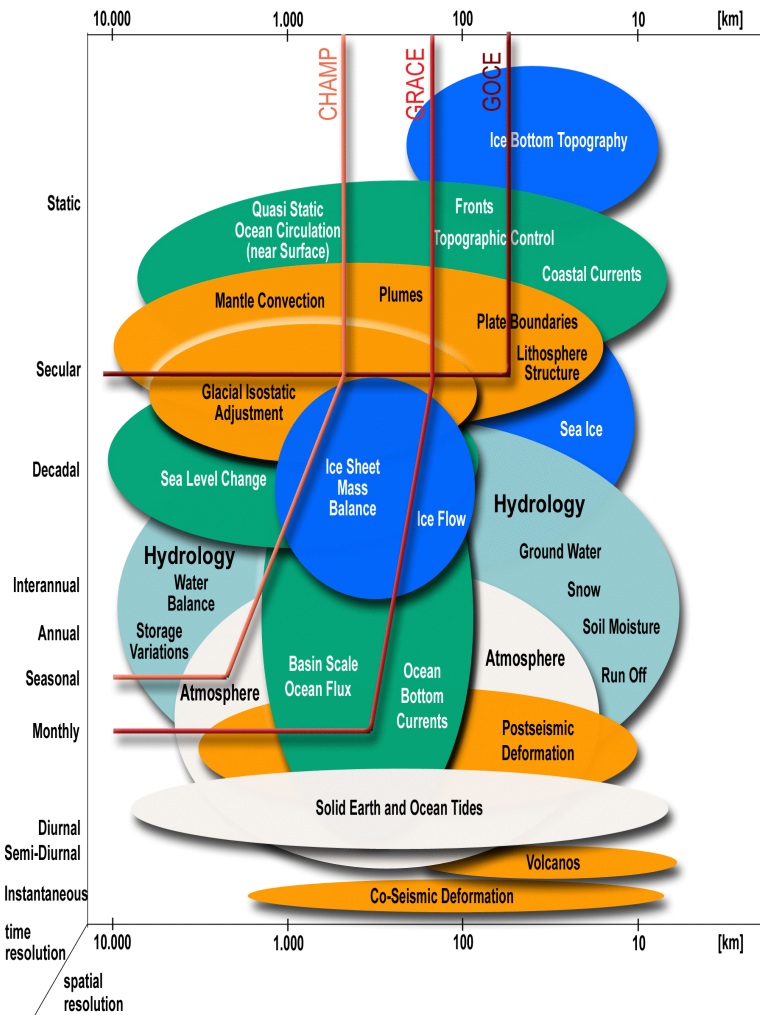 10.000 1.000 100 10 [km]
CHAMP
GRACE
GOCE
Ice Bottom Topography
Static
Quasi Static
Ocean Circulation
(near Surface)
Fronts
Topographic Control
Coastal Currents
Mantle Convection
Plumes
Plate Boundaries
Lithosphere
Structure
Secular
Glacial Isostatic
Adjustment
Sea Ice
Decadal
Sea Level Change
Ice Sheet
Mass
Balance
Ice Flow
Hydrology
Ground Water
Snow
Soil Moisture
Run Off
Hydrology
Water
Balance
Storage
Variations
Interannual
Annual
Seasonal
Atmosphere
Basin Scale
Ocean Flux
Ocean
Bottom
Currents
Atmosphere
Monthly
Postseismic
Deformation
Solid Earth and Ocean Tides
Diurnal
Semi-Diurnal
Volcanos
Instantaneous
Co-Seismic Deformation
10.000 1.000 100 10 [km]
time
resolution
spatial
resolution